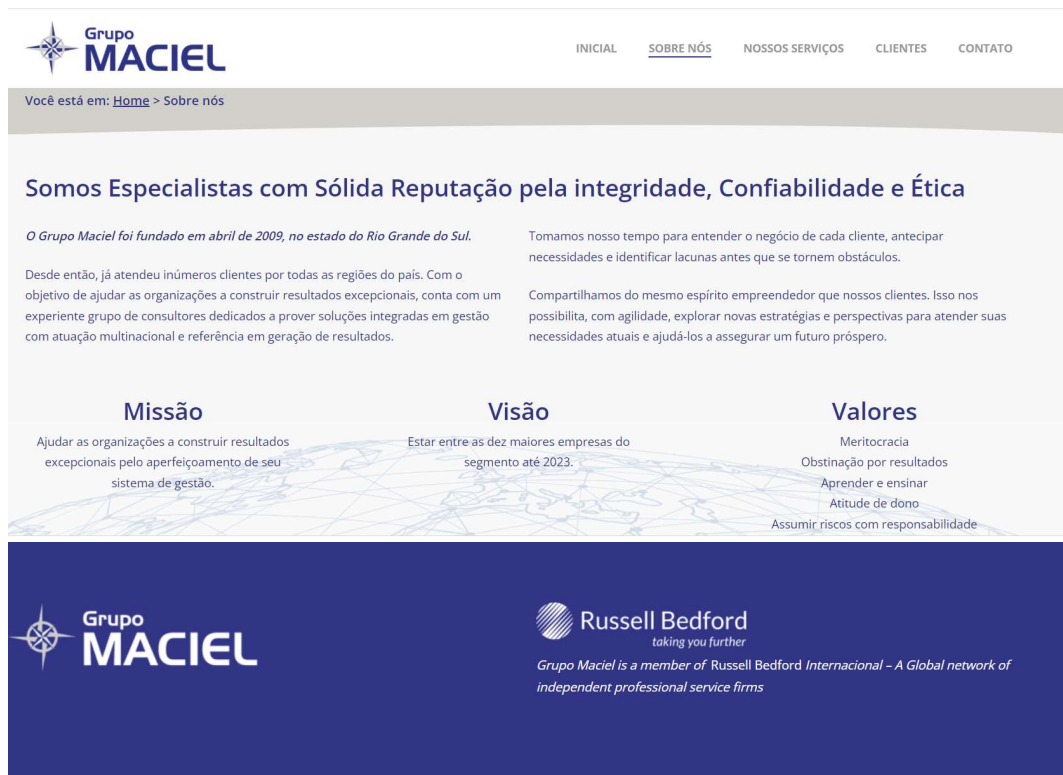 Grupo
MACIEL
INICIAL SOBRE NÓS NOSSOS SERVIÇOS CLIENTES CONTATO
Você está em: Home > Sobre nós
Somos Especialistas com Sólida Reputação pela integridade, Confiabilidade e Ética
O Grupo Maciel foi fundado em abril de 2009, no estado do Rio Grande do Sul.
Desde então, já atendeu inúmeros clientes por todas as regiões do país. Com o
objetivo de ajudar as organizações a construir resultados excepcionais, conta com um
experiente grupo de consultores dedicados a prover soluções integradas em gestão
com atuação multinacional e referência em geração de resultados.
Tomamos nosso tempo para entender o negócio de cada cliente, antecipar
necessidades e identificar lacunas antes que se tornem obstáculos.
Compartilhamos do mesmo espírito empreendedor que nossos clientes. Isso nos
possibilita, com agilidade, explorar novas estratégias e perspectivas para atender suas
necessidades atuais e ajudá-los a assegurar um futuro próspero.
Missão
Ajudar as organizações a construir resultados
excepcionais pelo aperfeiçoamento de seu
sistema de gestão.
Visão
Estar entre as dez maiores empresas do
segmento até 2023.
Valores
Meritocracia
Obstinação por resultados
Aprender e ensinar
Atitude de dono
Assumir riscos com responsabilidade
Grupo
MACIEL
Russell Bedford
taking you further
Grupo Maciel is a member of Russell Bedford Internacional – A Global network of
independent professional service firms